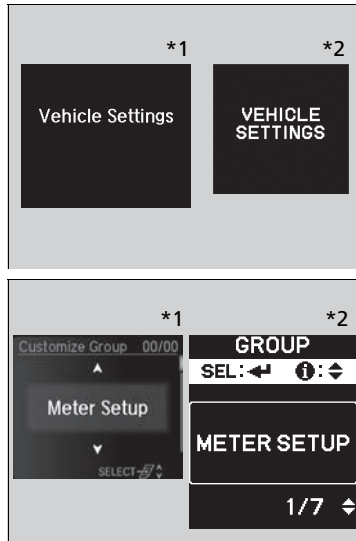 *1
*2
Vehicle Settings
VEHICLE
SETTINGS
*1
*2
Customize Group 00/00
Meter Setup
SELECT
GROUP
SEL: :
METER SETUP
1/7